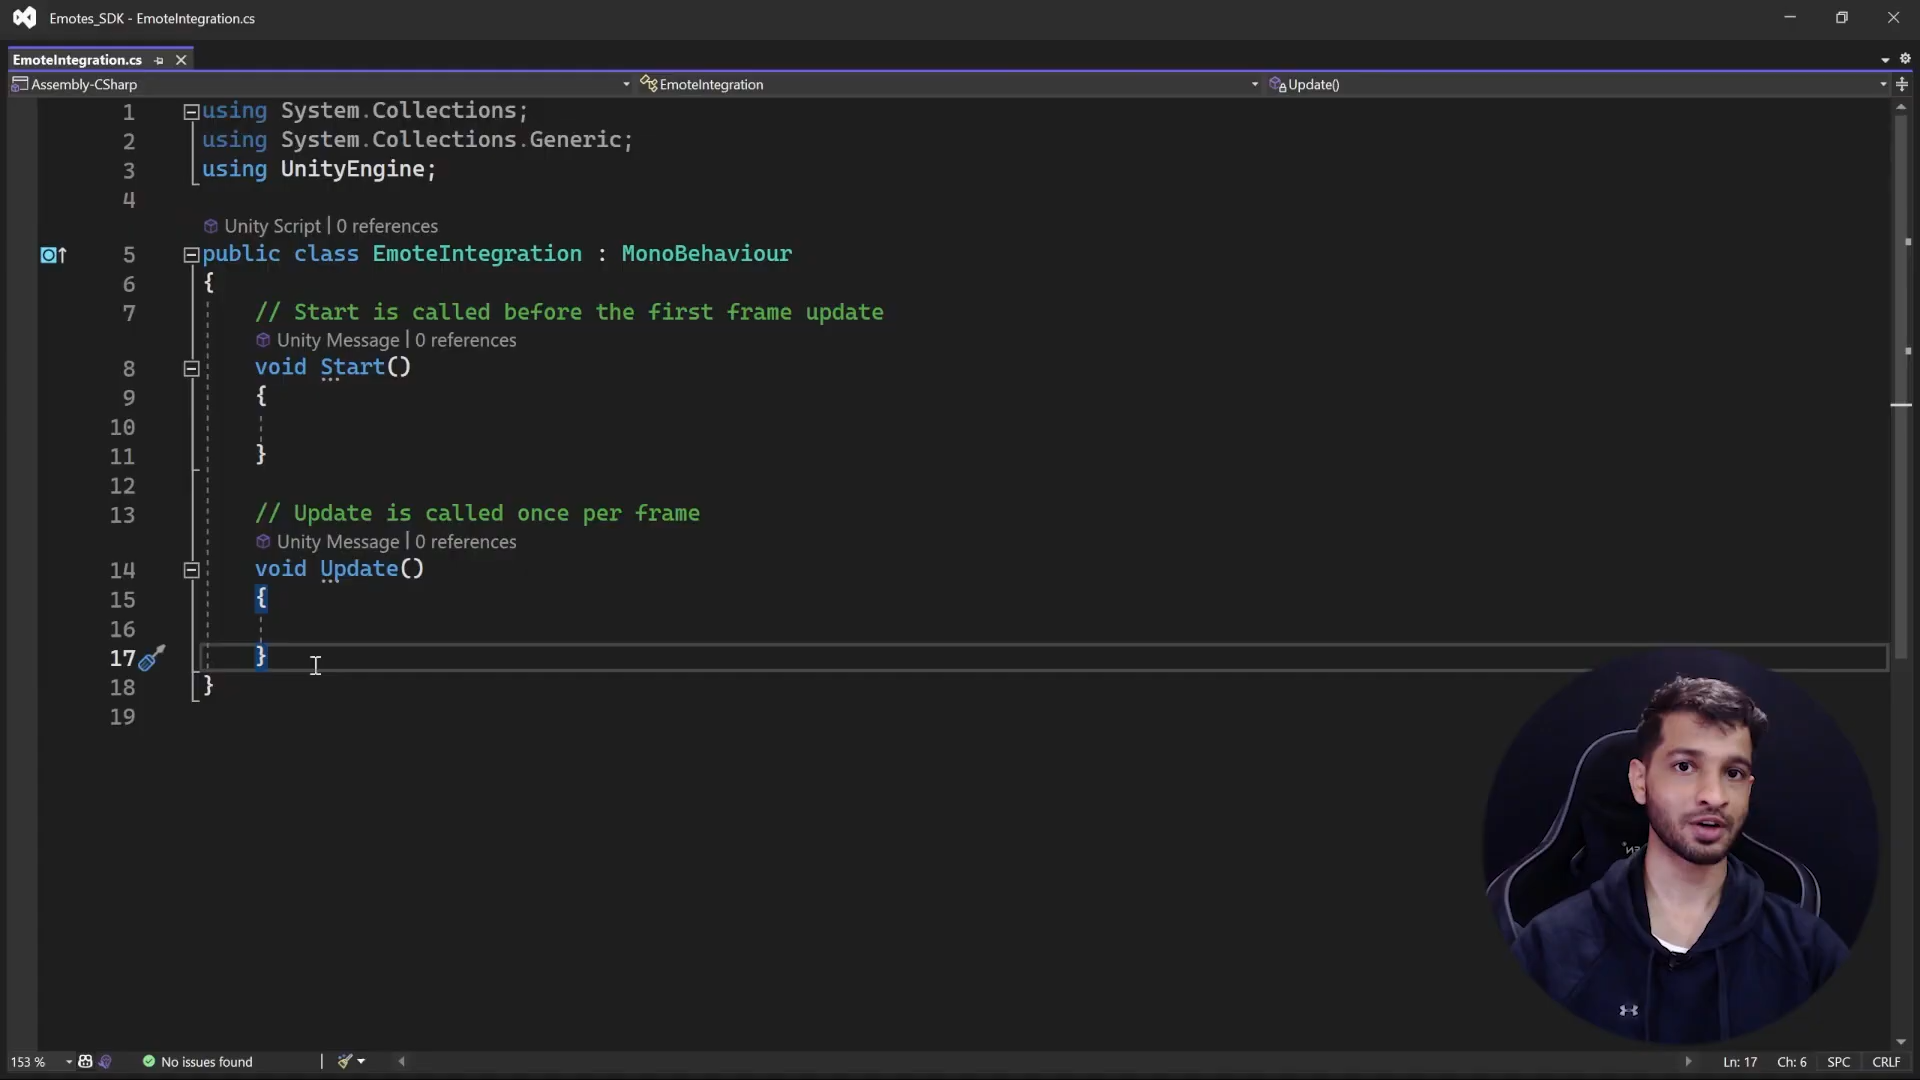 Emotes_SDK - EmoteIntegration.cs
EmoteIntegration.cs
Assembly-CSharp
EmoteIntegration
Update()
1 using System.Collections;
2 using System.Collections.Generic;
3 using UnityEngine;
4
Unity Script | 0 references
5 public class EmoteIntegration : MonoBehaviour
6 {
7 // Start is called before the first frame update
Unity Message | 0 references
8 void Start()
9 {
10
11 }
12
13 // Update is called once per frame
Unity Message | 0 references
14 void Update()
15 {
16
17 }
18 }
19
153 %
No issues found
Ln: 17 Ch: 6 SPC CRLF